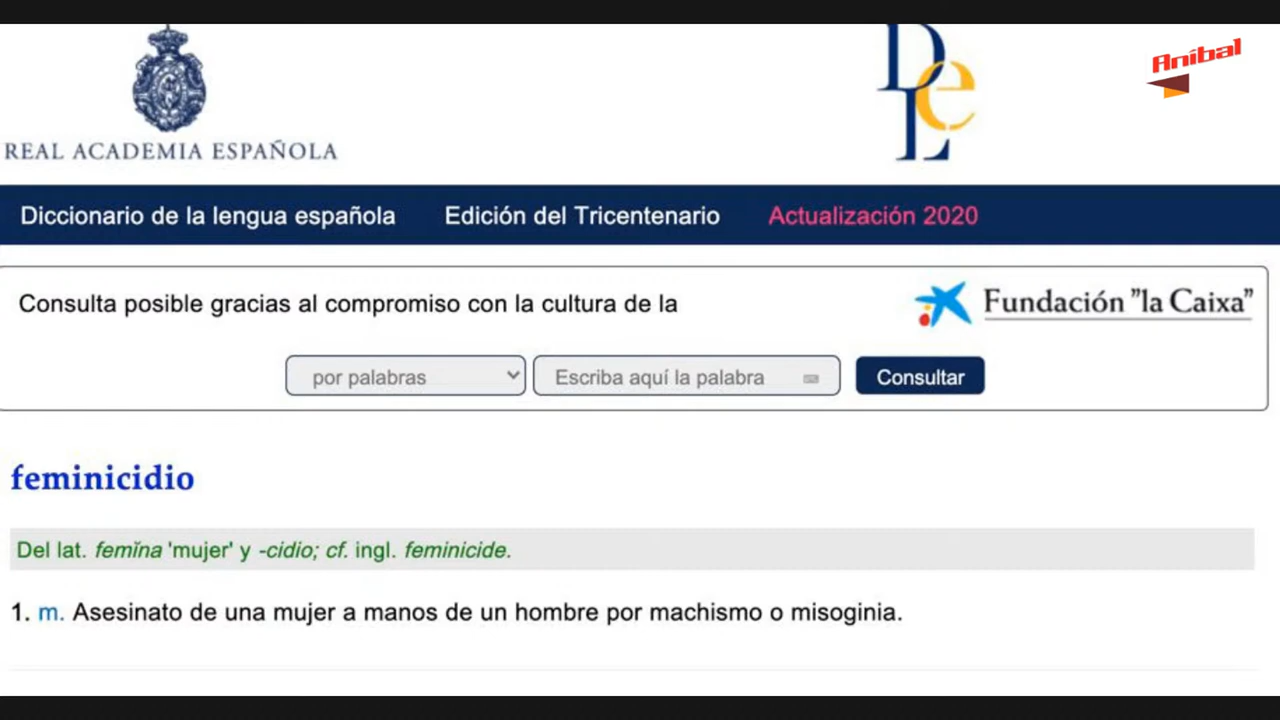 DLe
Aníbal
REAL ACADEMIA ESPAÑOLA
Diccionario de la lengua española Edición del Tricentenario Actualización 2020
Consulta posible gracias al compromiso con la cultura de la Fundación "la Caixa"
por palabras Escriba aquí la palabra Consultar
feminicidio
Del lat. femĭna 'mujer' y -cidio; cf. ingl. feminicide.
1. m. Asesinato de una mujer a manos de un hombre por machismo o misoginia.